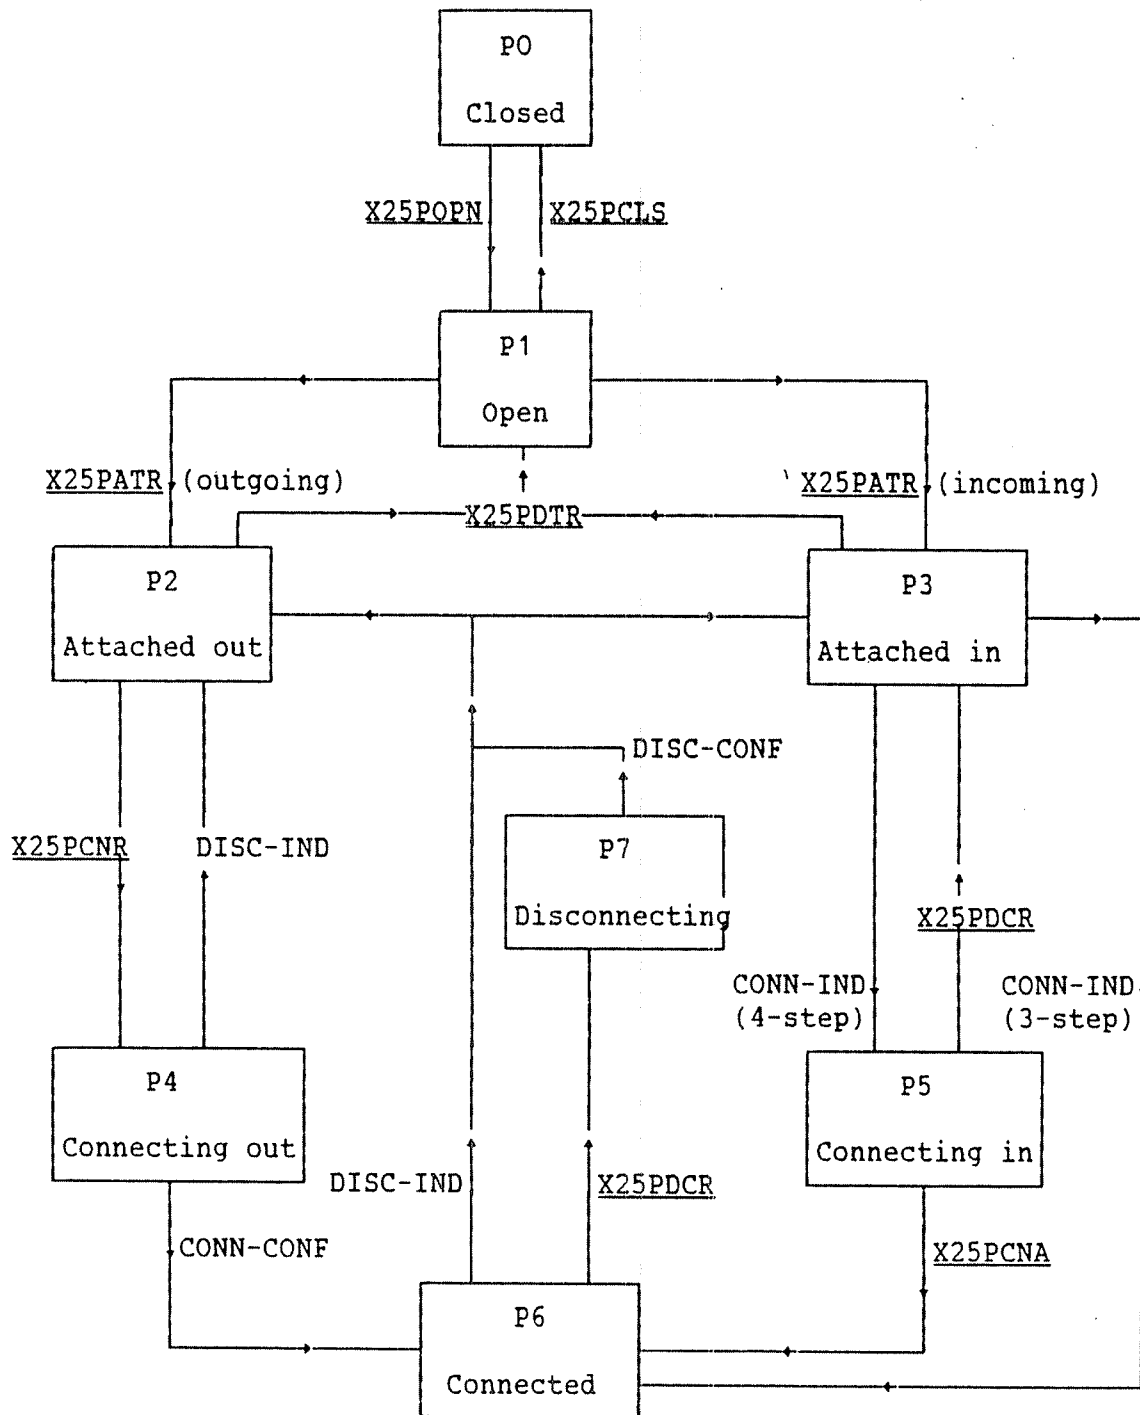 P0
Closed
X25POPN X25PCLS
P1
Open
X25PATR (outgoing)
X25PATR (incoming)
X25PDTR
P2
Attached out
P3
Attached in
DISC-CONF
X25PCNR
DISC-IND
P7
Disconnecting
X25PDCR
CONN-IND
(4-step)
CONN-IND
(3-step)
P4
Connecting out
P5
Connecting in
DISC-IND
X25PDCR
CONN-CONF
X25PCNA
P6
Connected